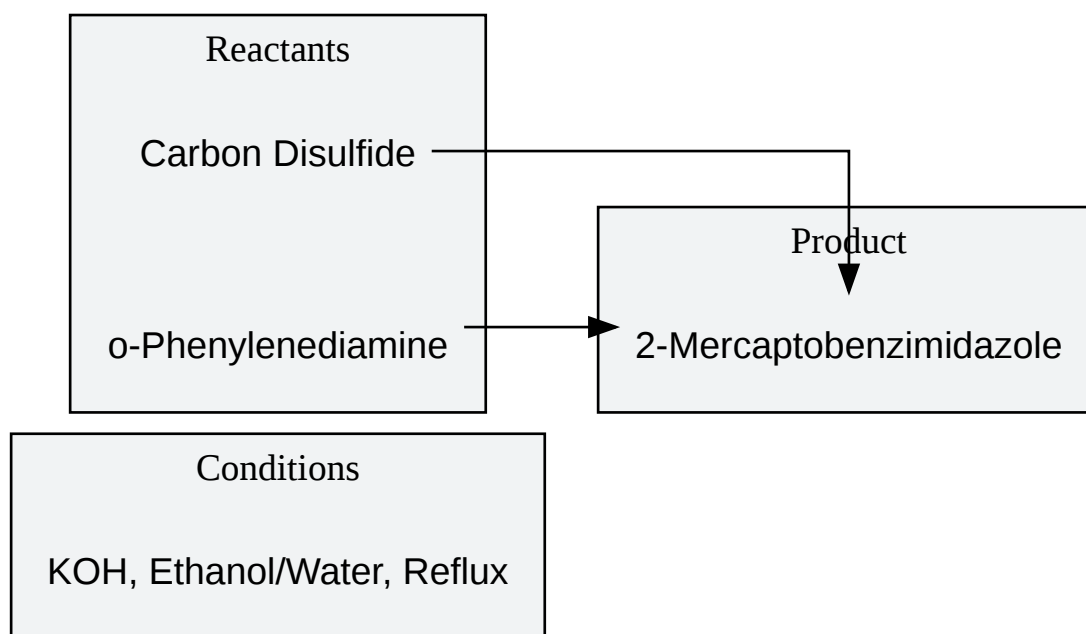 Reactants
Carbon Disulfide
o-Phenylenediamine
Product
2-Mercaptobenzimidazole
Conditions
KOH, Ethanol/Water, Reflux